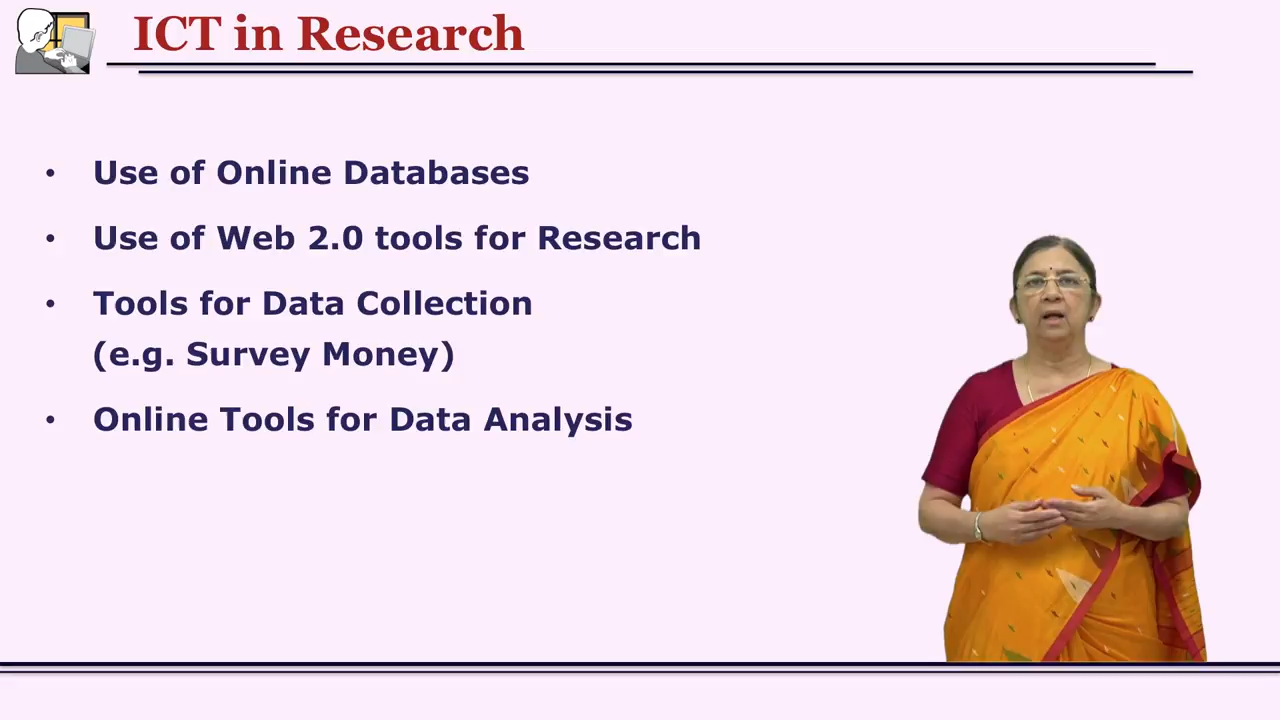 ICT in Research
• Use of Online Databases
• Use of Web 2.0 tools for Research
• Tools for Data Collection
(e.g. Survey Money)
• Online Tools for Data Analysis